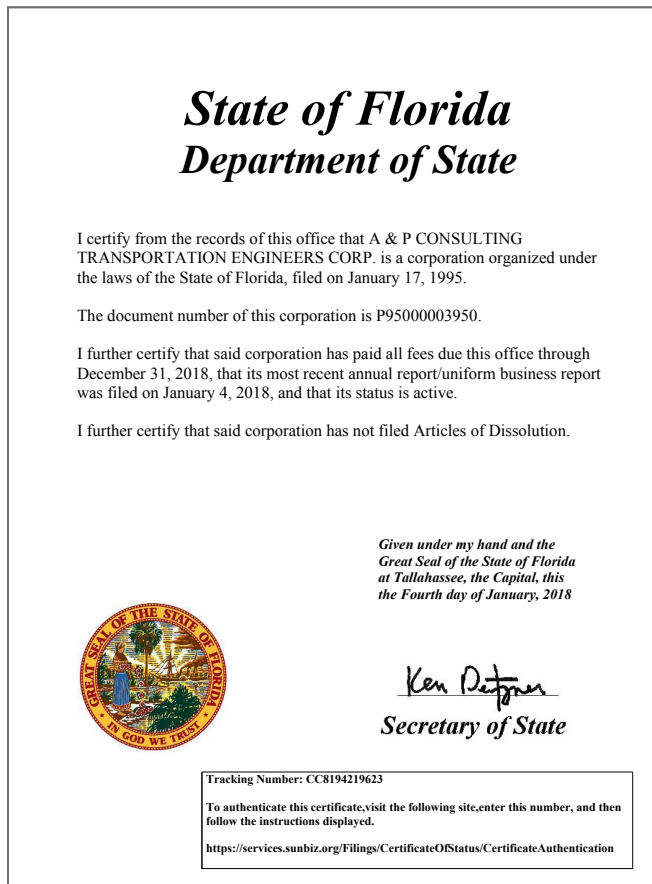 State of Florida
Department of State
I certify from the records of this office that A & P CONSULTING
TRANSPORTATION ENGINEERS CORP. is a corporation organized under
the laws of the State of Florida, filed on January 17, 1995.
The document number of this corporation is P95000003950.
I further certify that said corporation has paid all fees due this office through
December 31, 2018, that its most recent annual report/uniform business report
was filed on January 4, 2018, and that its status is active.
I further certify that said corporation has not filed Articles of Dissolution.
Given under my hand and the
Great Seal of the State of Florida
at Tallahassee, the Capital, this
the Fourth day of January, 2018
GREAT SEAL OF THE STATE OF FLORIDA
IN GOD WE TRUST
Ken Detzner
Secretary of State
Tracking Number: CC8194219623
To authenticate this certificate,visit the following site,enter this number, and then
follow the instructions displayed.
https://services.sunbiz.org/Filings/CertificateOfStatus/CertificateAuthentication